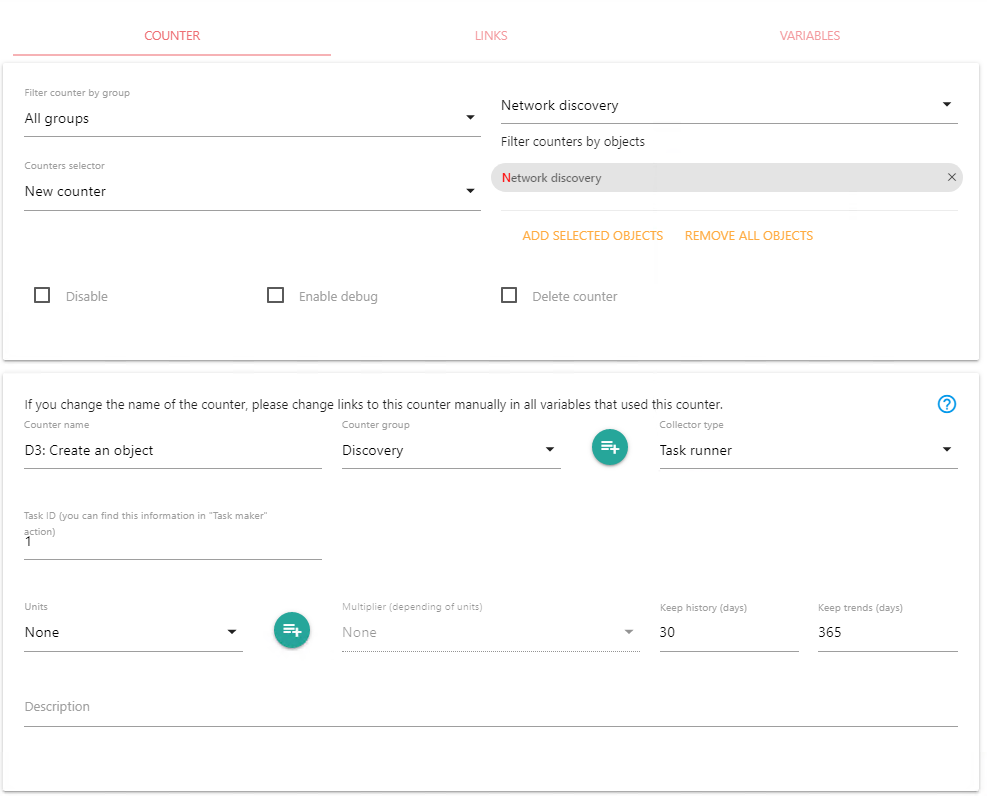 COUNTER
LINKS
VARIABLES
Filter counter by group
All groups
Network discovery
Filter counters by objects
Counters selector
New counter
Network discovery
ADD SELECTED OBJECTS
REMOVE ALL OBJECTS
Disable
Enable debug
Delete counter
If you change the name of the counter, please change links to this counter manually in all variables that used this counter.
Counter name
D3: Create an object
Counter group
Discovery
Collector type
Task runner
Task ID (you can find this information in "Task maker"
action)
1
Units
None
Multiplier (depending of units)
None
Keep history (days)
30
Keep trends (days)
365
Description